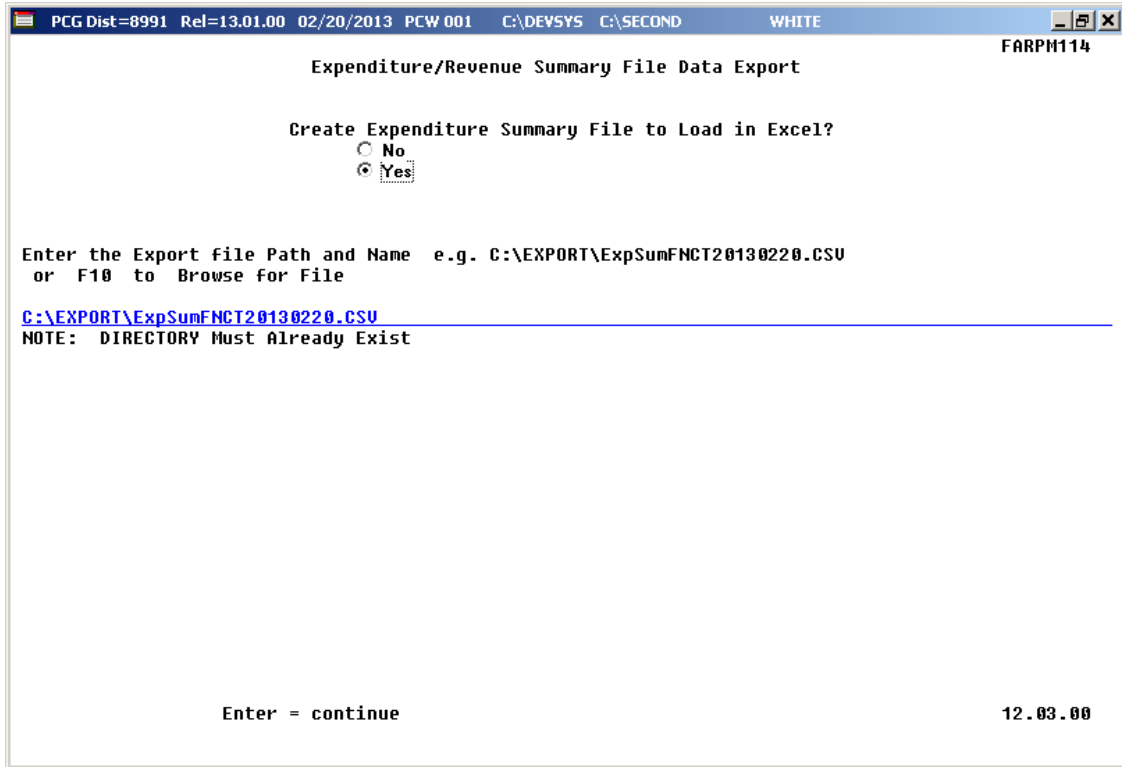 PCG Dist=8991 Rel=13.01.00 02/20/2013 PCW 001 C:\DEVSYS C:\SECOND WHITE
FARPM114
Expenditure/Revenue Summary File Data Export
Create Expenditure Summary File to Load in Excel?
No
Yes
Enter the Export file Path and Name e.g. C:\EXPORT\ExpSumFNCT20130220.CSV
or F10 to Browse for File
C:\EXPORT\ExpSumFNCT20130220.CSV
NOTE: DIRECTORY Must Already Exist
Enter = continue
12.03.00